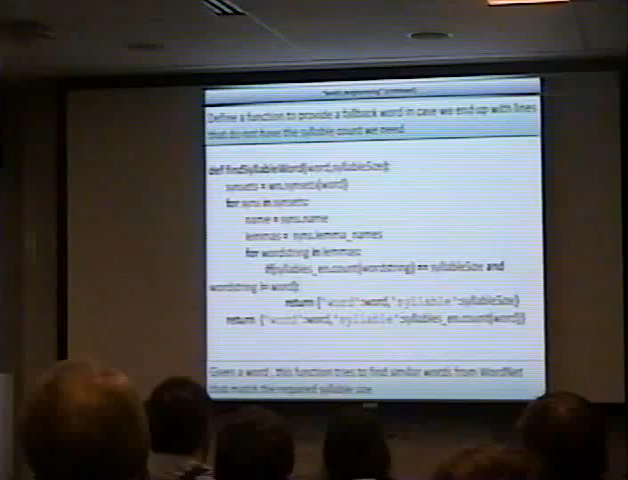 Define a function to provide a fallback word in case we end up with lines
that do not have the syllable count we need
def findSyllableWord(word,syllableSize):
synsets = wn.synsets(word)
for syns in synsets:
name = syns.name
lemmas = syns.lemma_names
for wordstring in lemmas:
if(syllables_en.count(wordstring) == syllableSize and
wordstring != word):
return {"word":word,"syllable":syllableSize}
return {"word":word,"syllable":syllables_en.count(word)}
Given a word , this function tries to find similar words from WordNet
that match the required syllable size